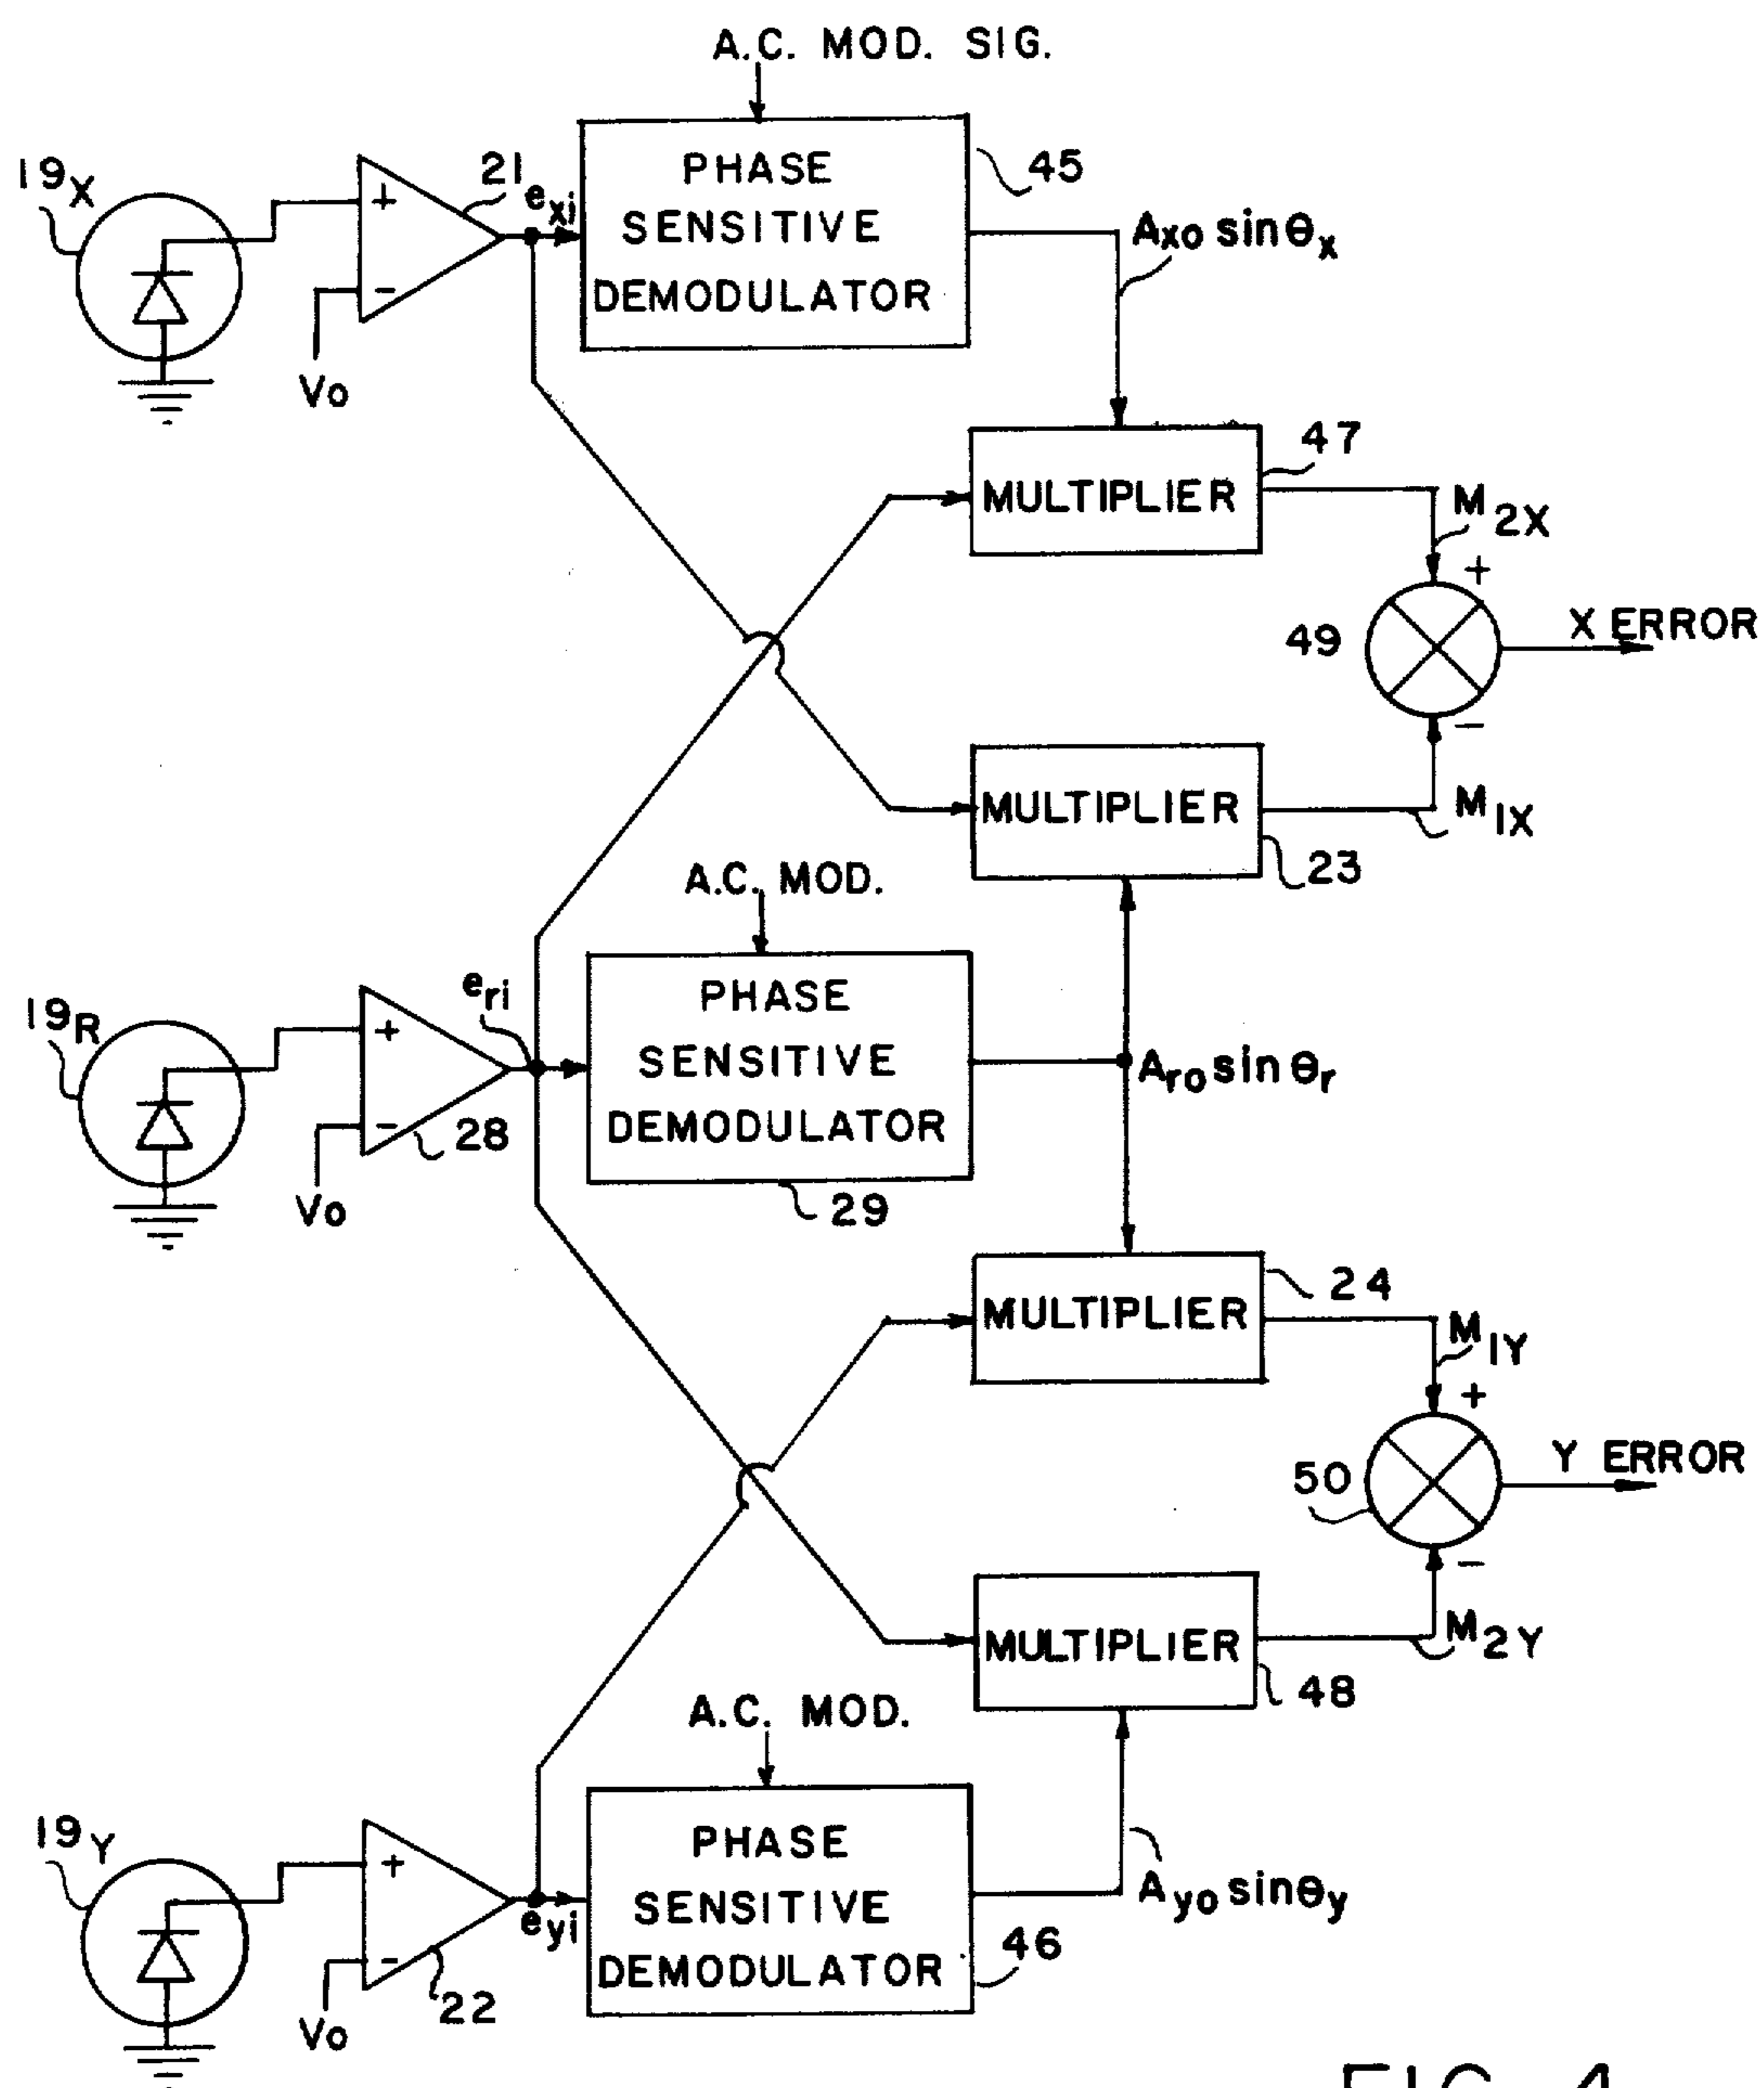 A.C. MOD. SIG.
19X
+
-
Vo
21
exi
PHASE
SENSITIVE
DEMODULATOR
45
Axo sinθx
MULTIPLIER
47
M2X
+
49
X ERROR
-
MULTIPLIER
M1X
23
A.C. MOD.
19R
+
-
Vo
28
eri
PHASE
SENSITIVE
DEMODULATOR
29
Aro sinθr
MULTIPLIER
24
M1Y
+
50
Y ERROR
-
MULTIPLIER
M2Y
48
A.C. MOD.
19Y
+
-
Vo
22
eyi
PHASE
SENSITIVE
DEMODULATOR
46
Ayo sinθy
FIG. 4